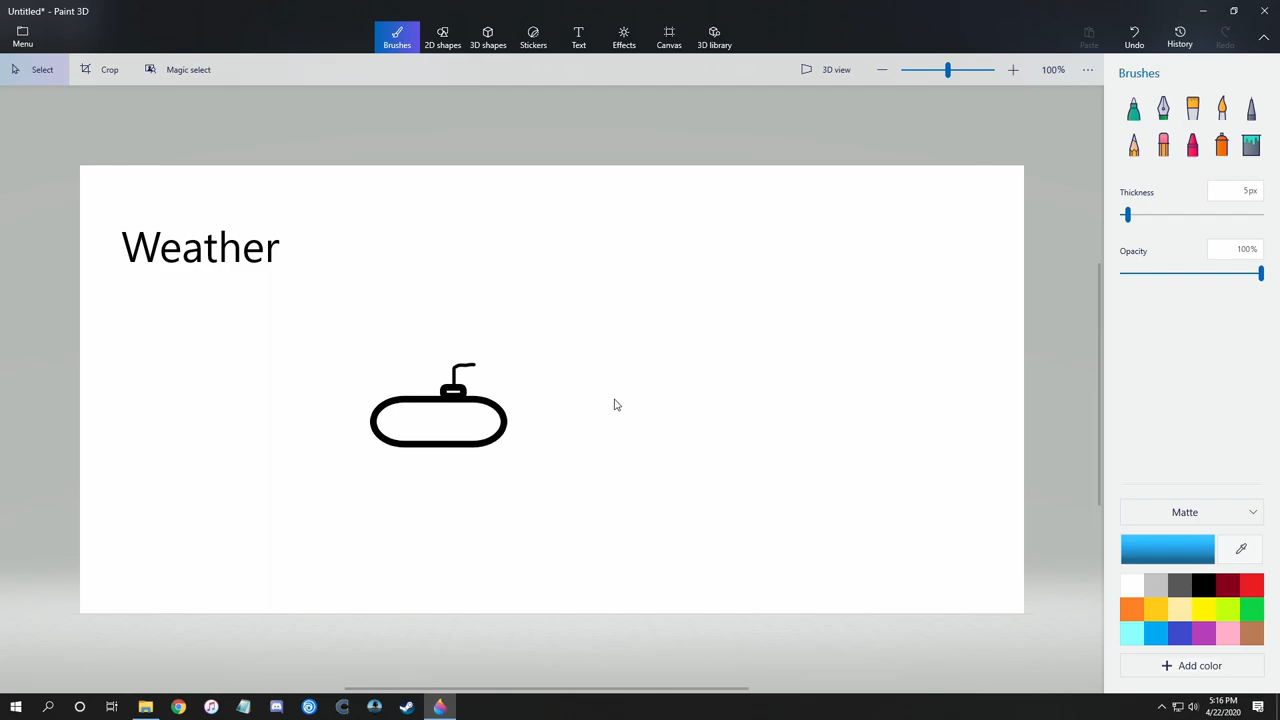 Untitled* - Paint 3D
Menu
Brushes
2D shapes
3D shapes
Stickers
Text
Effects
Canvas
3D library
Paste
Undo
History
Redo
Select
Crop
Magic select
3D view
100%
Brushes
Thickness
5px
Opacity
100%
Weather
Matte
Add color
5:16 PM
4/22/2020